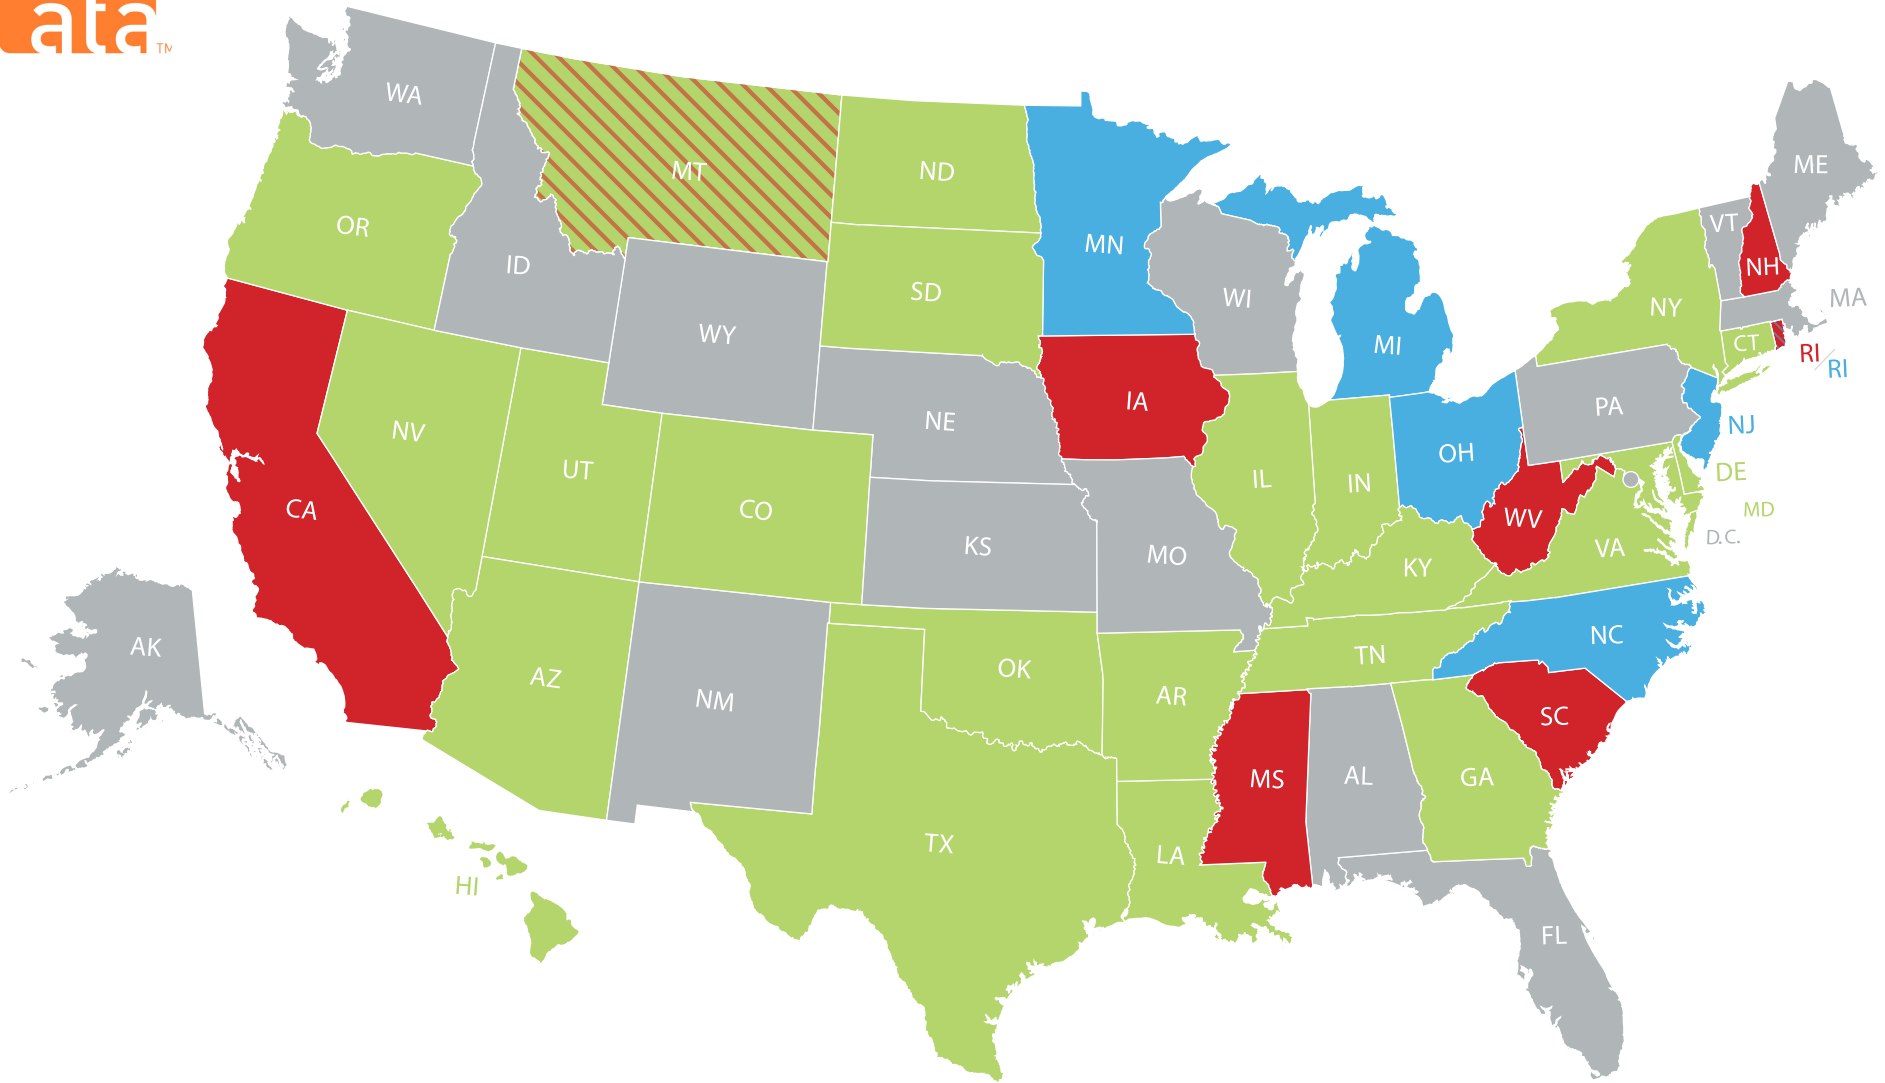 ata TM
WA
MT
ND
ME
OR
VT
MN
ID
NH
SD
WI
MA
NY
WY
MI
CT
RI
RI
IA
PA
NE
NV
NJ
OH
UT
DE
IL
IN
CA
CO
MD
WV
D.C.
KS
VA
MO
KY
NC
AK
TN
OK
AZ
AR
NM
SC
MS
AL
GA
TX
LA
HI
FL